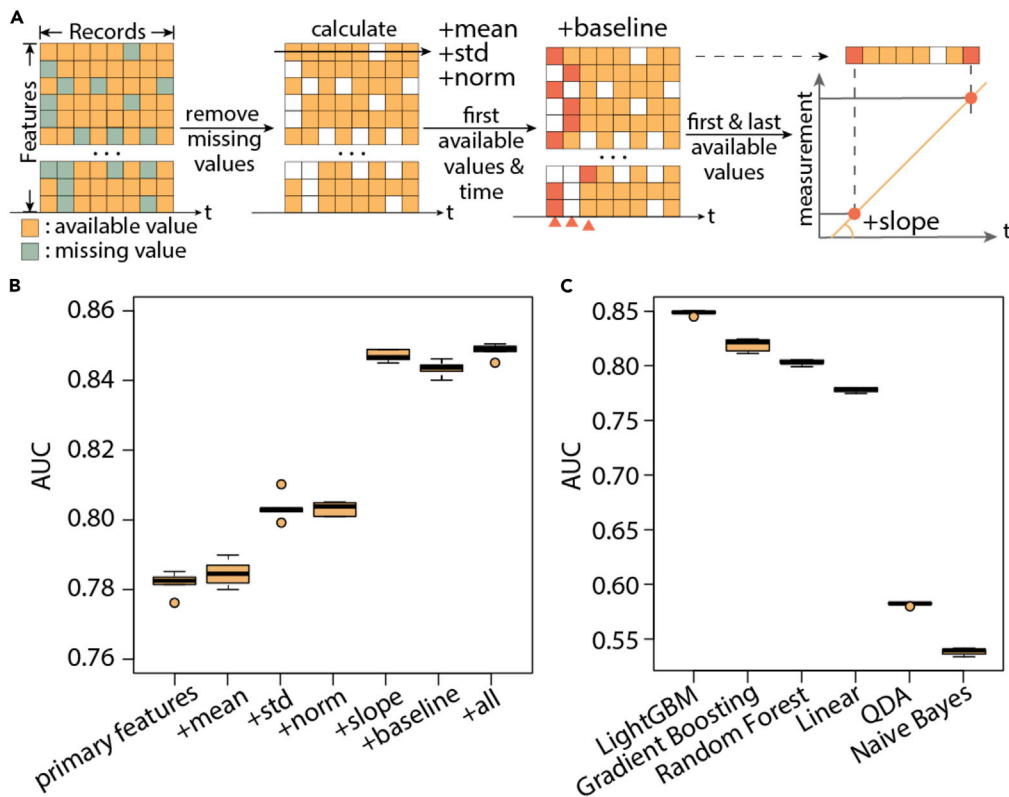 A
Records
Features
remove
missing
values
t
: available value
: missing value
calculate
+mean
+std
+norm
first
available
values &
time
t
+baseline
first & last
available
values
t
measurement
+slope
t
B
AUC
0.86
0.84
0.82
0.80
0.78
0.76
primary features
+mean
+std
+norm
+slope
+baseline
+all
C
AUC
0.85
0.80
0.75
0.70
0.65
0.60
0.55
LightGBM
Gradient Boosting
Random Forest
Linear
QDA
Naive Bayes